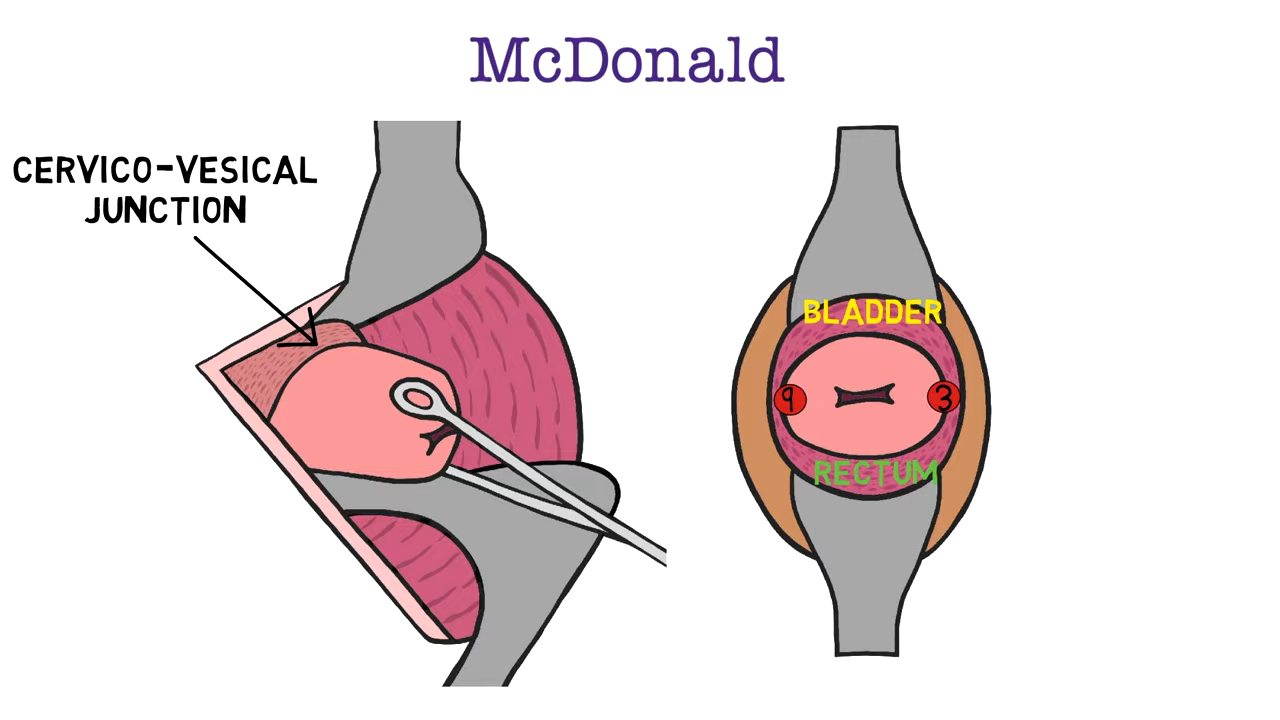 McDonald
CERVICO-VESICAL
JUNCTION
BLADDER
9
3
RECTUM